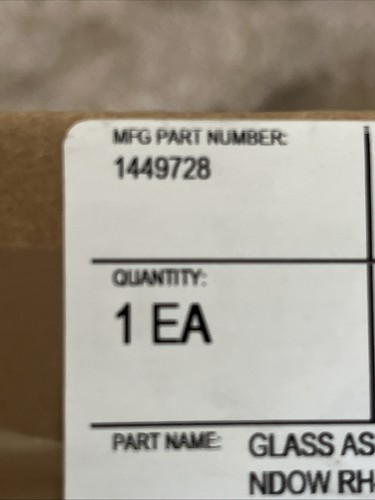 MFG PART NUMBER:
1449728
QUANTITY:
1 EA
PART NAME: GLASS AS
NDOW RH